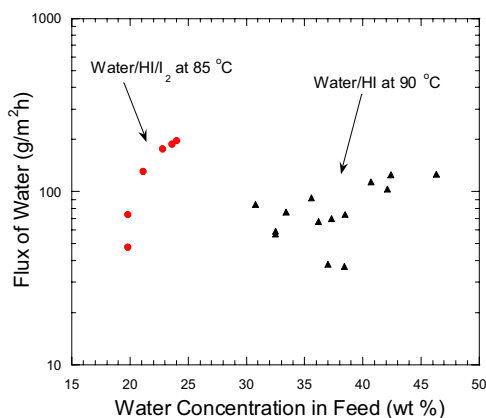 1000
Water/HI/I2 at 85 °C
Water/HI at 90 °C
100
10
Flux of Water (g/m2h)
15 20 25 30 35 40 45 50
Water Concentration in Feed (wt %)